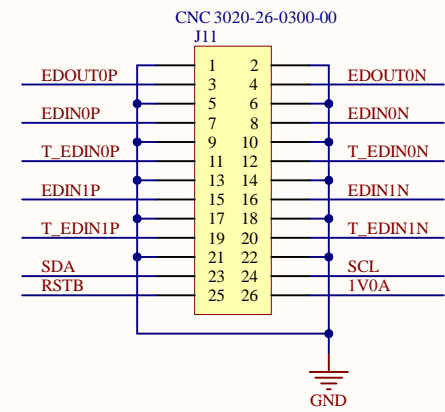 CNC 3020-26-0300-00
J11
1 2
EDOUT0P 3 4 EDOUT0N
5 6
EDIN0P 7 8 EDIN0N
9 10
T_EDIN0P 11 12 T_EDIN0N
13 14
EDIN1P 15 16 EDIN1N
17 18
T_EDIN1P 19 20 T_EDIN1N
21 22
SDA 23 24 SCL
RSTB 25 26 1V0A
GND